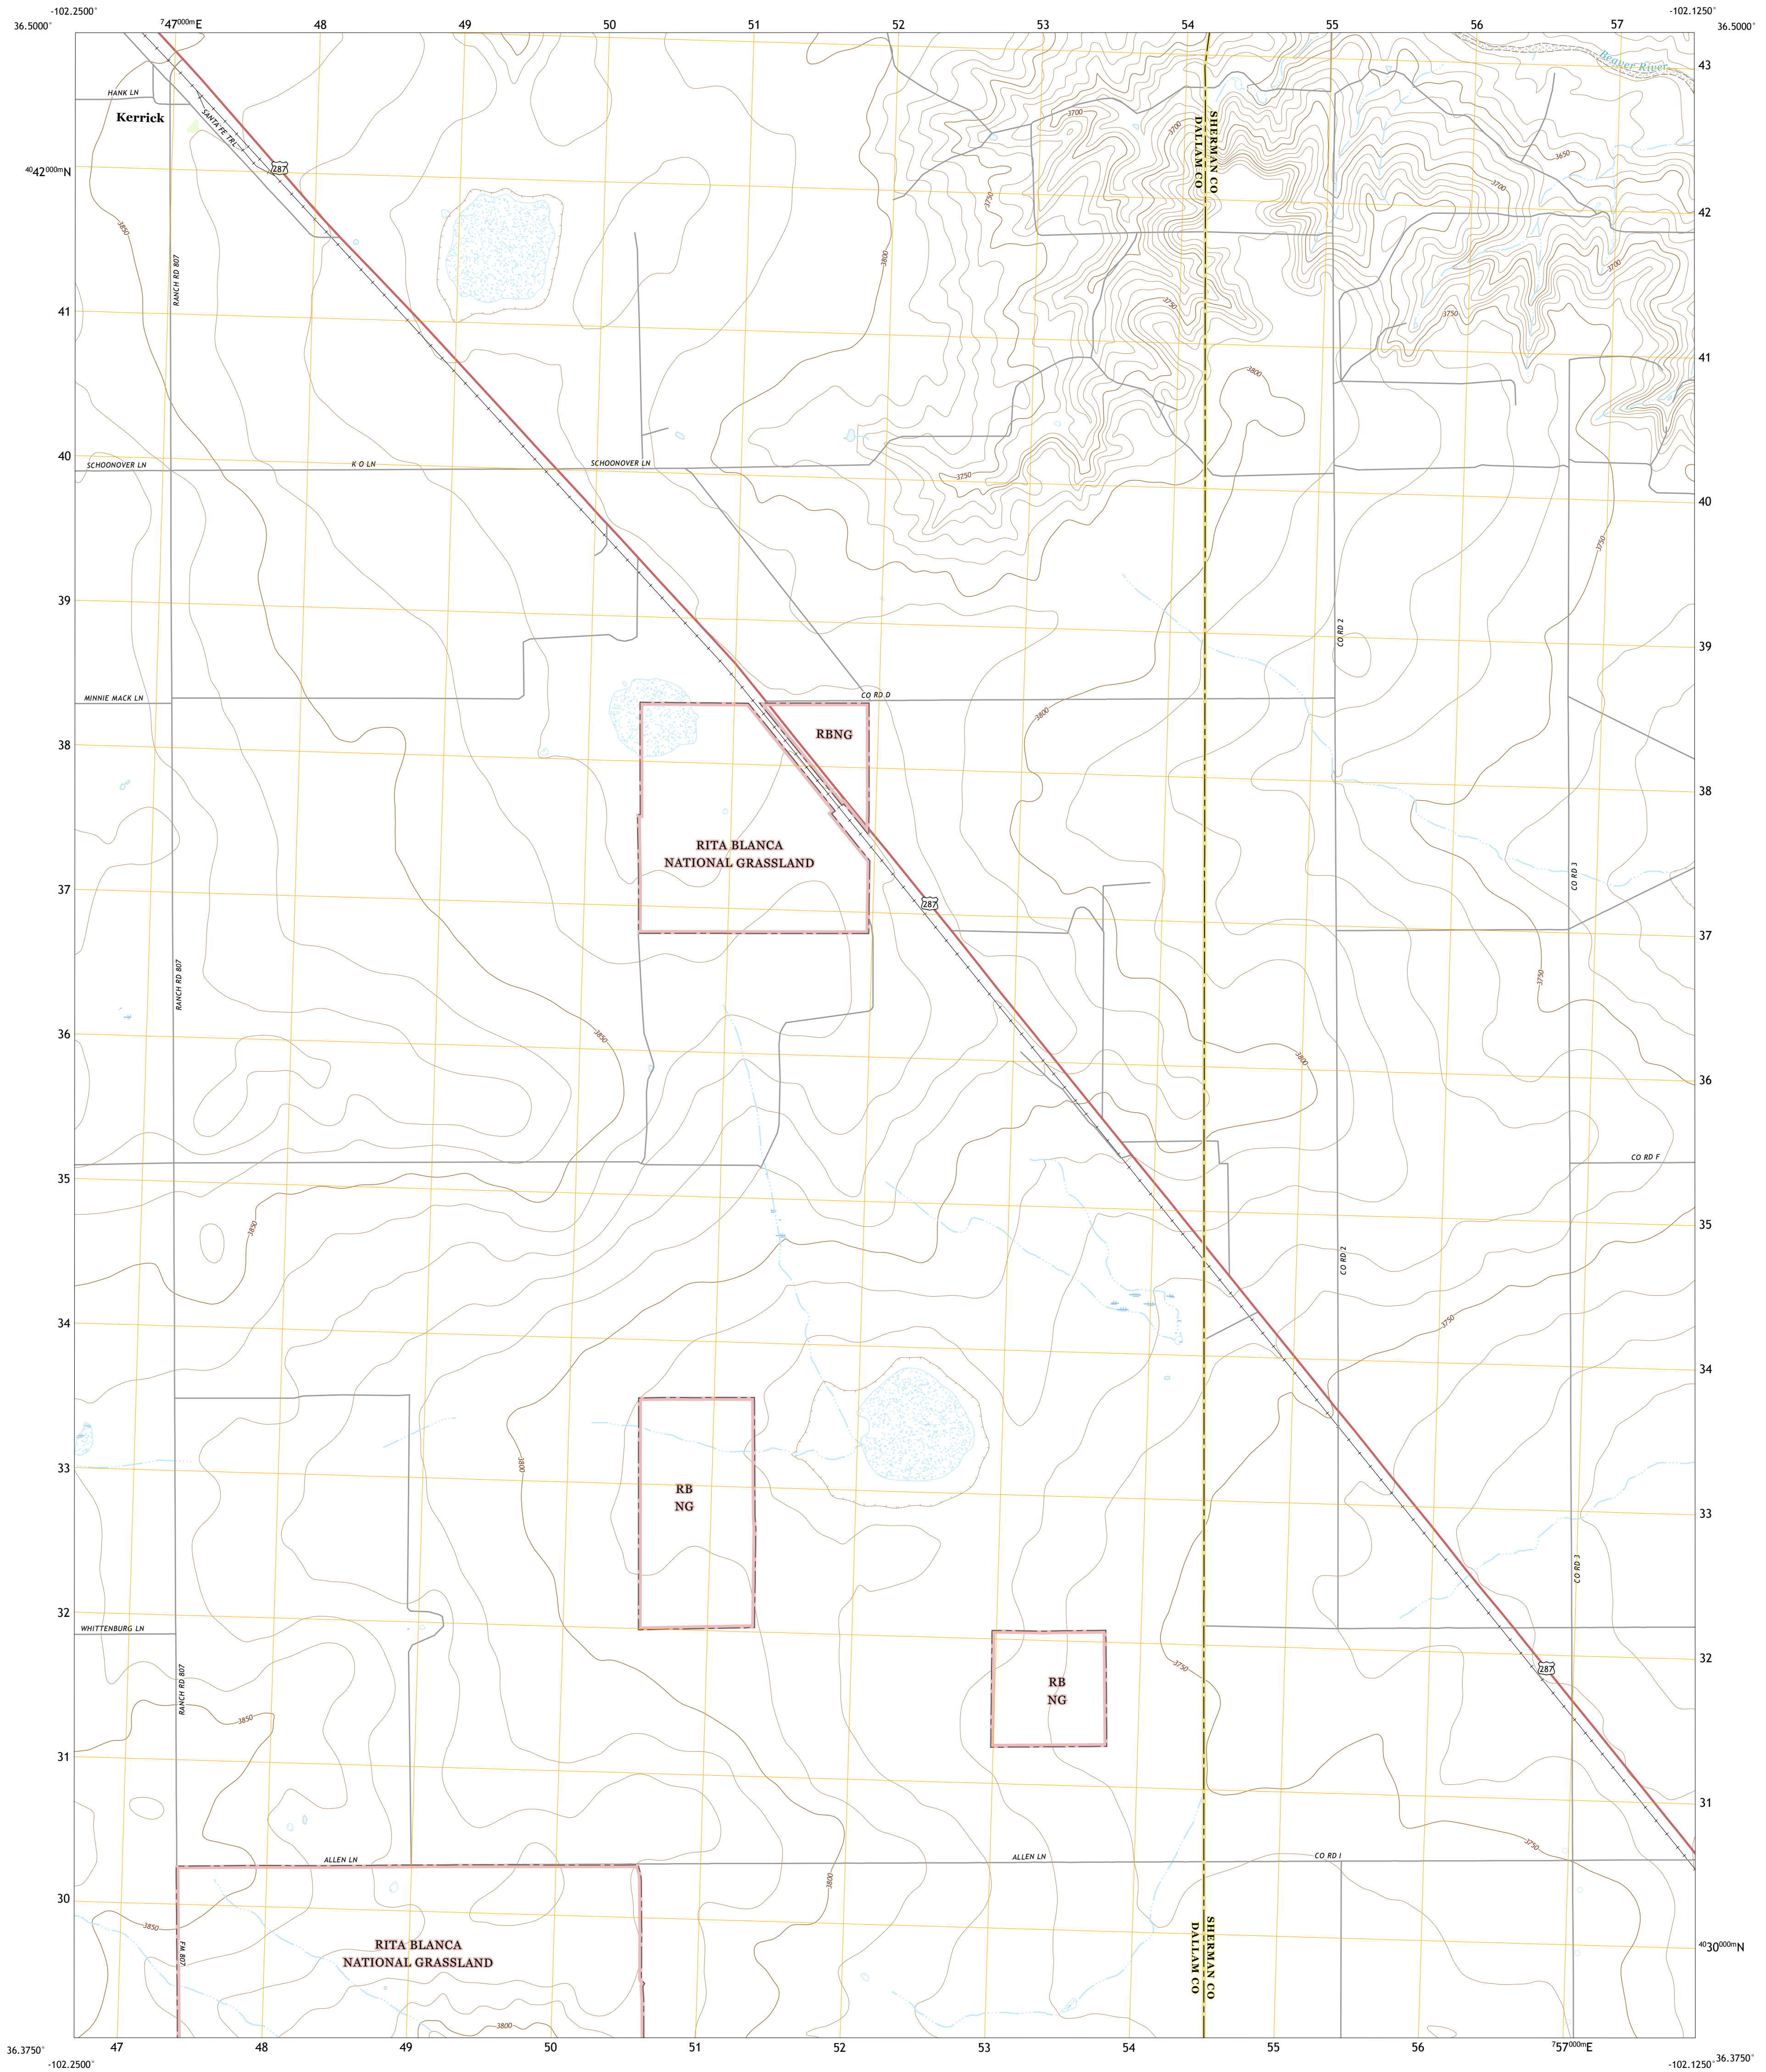 -102.2500°
-102.1250°
36.5000°
⁷47⁰⁰⁰ᵐE
48
49
50
51
52
53
54
55
56
57
36.5000°
Beaver River
43
HANK LN
Kerrick
SANTA FE TRL
287
3700
3700
SHERMAN CO
DALLAM CO
3650
⁴⁰42⁰⁰⁰ᵐN
3700
42
3750
3850
RANCH RD 807
3800
3700
3750
3750
41
41
3800
40
SCHOONOVER LN
K O LN
SCHOONOVER LN
3750
40
3750
39
CO RD 2
39
MINNIE MACK LN
CO RD D
3800
RBNG
38
38
RITA BLANCA
NATIONAL GRASSLAND
CO RD 3
37
287
37
RANCH RD 807
3750
36
3850
3800
36
CO RD F
35
3850
35
CO RD 2
34
3750
34
33
3800
RB
NG
33
CO RD 3
32
WHITTENBURG LN
32
3750
287
RB
NG
RANCH RD 807
3850
31
31
3750
ALLEN LN
ALLEN LN
CO RD I
3800
30
3850
SHERMAN CO
DALLAM CO
FM 807
RITA BLANCA
NATIONAL GRASSLAND
⁴⁰30⁰⁰⁰ᵐN
3800
36.3750°
47
48
49
50
51
52
53
54
55
56
⁵57⁰⁰⁰ᵐE
36.3750°
-102.2500°
-102.1250°